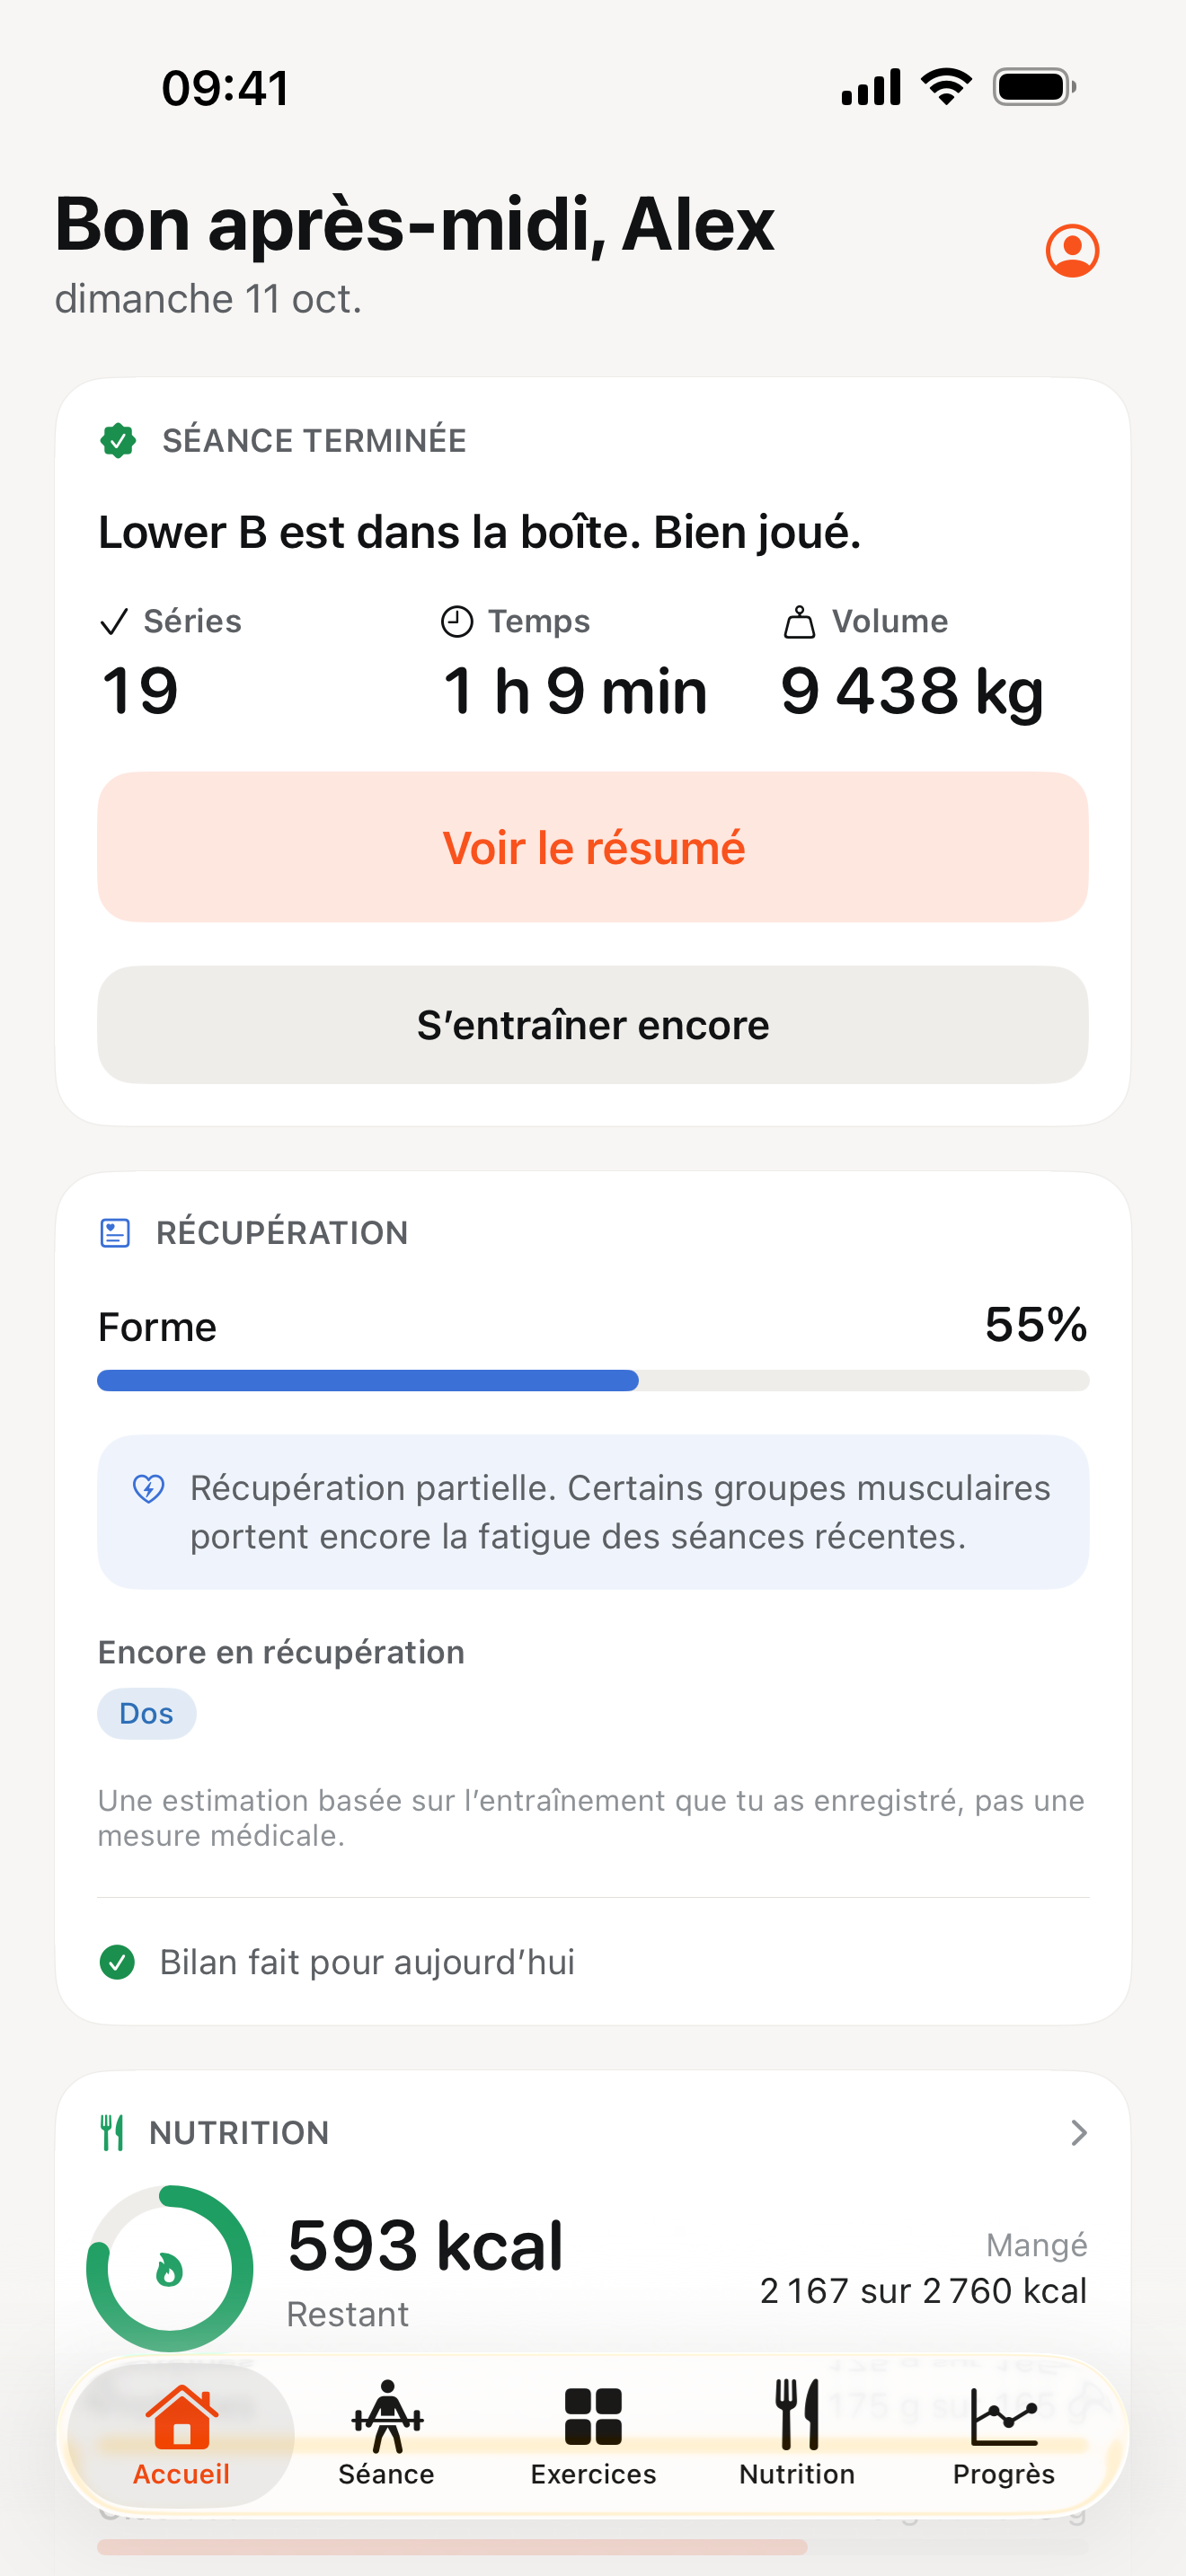 09:41
Bon après-midi, Alex
dimanche 11 oct.
SÉANCE TERMINÉE
Lower B est dans la boîte. Bien joué.
Séries Temps Volume
19 1 h 9 min 9 438 kg
Voir le résumé
S’entraîner encore
RÉCUPÉRATION
Forme 55%
Récupération partielle. Certains groupes musculaires
portent encore la fatigue des séances récentes.
Encore en récupération
Dos
Une estimation basée sur l’entraînement que tu as enregistré, pas une
mesure médicale.
Bilan fait pour aujourd’hui
NUTRITION
593 kcal
Restant
Mangé
2 167 sur 2 760 kcal
Accueil Séance Exercices Nutrition Progrès